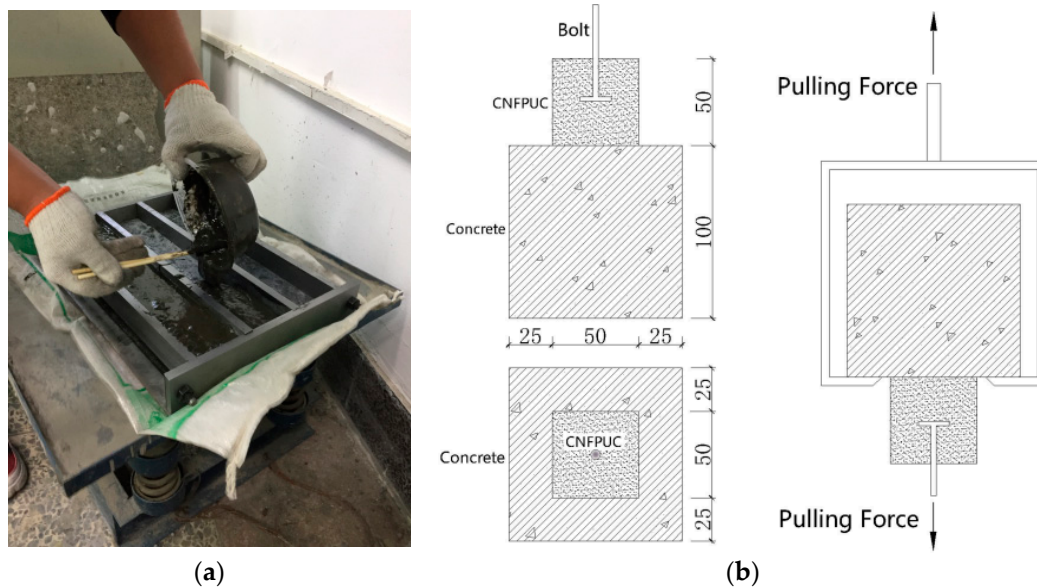 Bolt
CNFPUC
50
Concrete
100
25 50 25
25
CNFPUC
Concrete
50
25
Pulling Force
Pulling Force
(a)
(b)